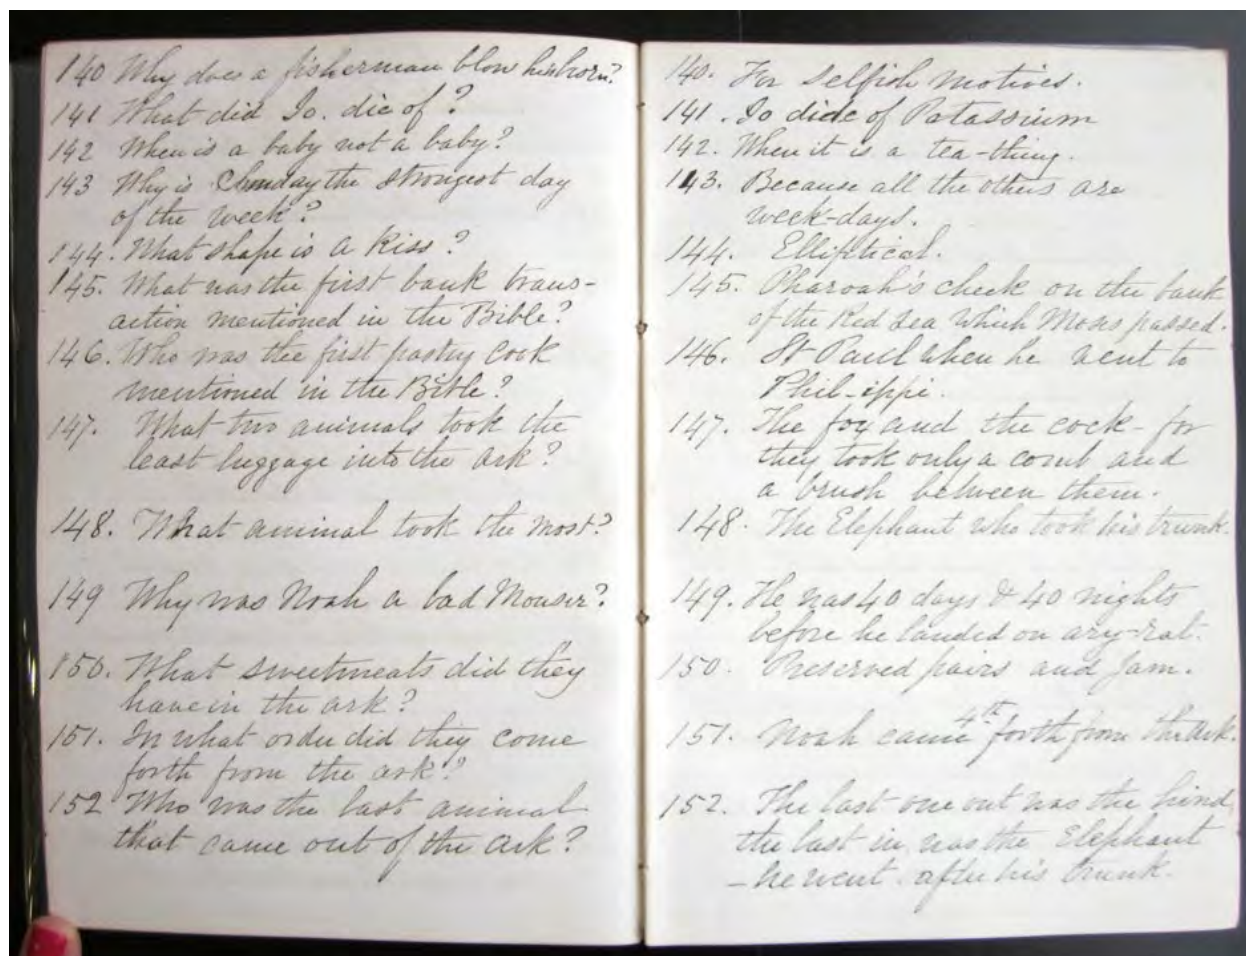 140 Why does a fisherman blow his horn?
141 What did Io. die of?
142 When is a baby not a baby?
143 Why is Sunday the strongest day
of the week?
144. What shape is a Kiss?
145. What was the first bank trans-
action mentioned in the Bible?
146. Who was the first pastry cook
mentioned in the Bible?
147. What two animals took the
least luggage into the ark?
148. What animal took the most?
149 Why was Noah a bad Mouser?
150. What sweetmeats did they
have in the ark?
151. In what order did they come
forth from the ark?
152 Who was the last animal
that came out of the ark?
140. For Selfish motives.
141. Io dide of Potassium
142. When it is a tea-thing.
143. Because all the others are
week-days.
144. Elliptical.
145. Pharoah's check on the bank
of the Red Sea which Moses passed.
146. St Paul when he went to
Phil-ippi.
147. The fox and the cock - for
they took only a comb and
a brush between them.
148. The Elephant who took his trunk.
149. He was 40 days & 40 nights
before he landed on ary-rat.
150. Preserved pairs and Jam.
151. Noah came 4th forth from the ark.
152. The last one out was the hind
the last in, was the Elephant
- he went after his trunk.